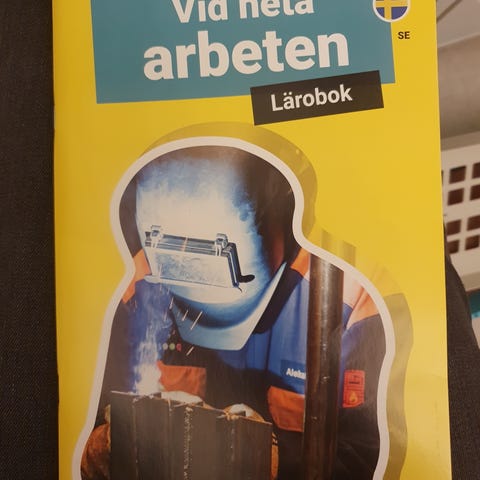 Vid heta
arbeten
SE
Lärobok